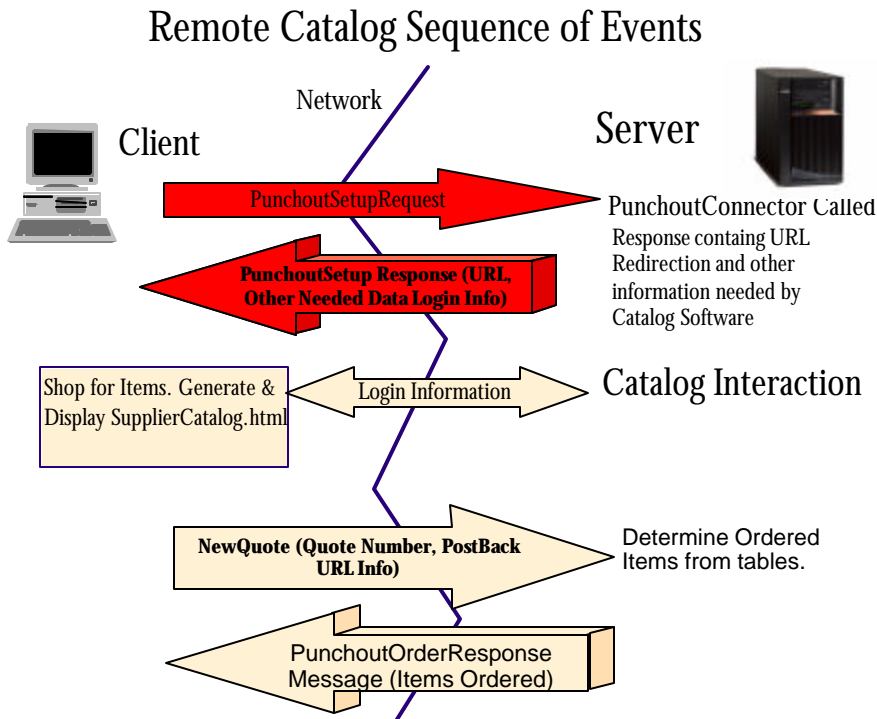 Remote Catalog Sequence of Events
Network
Client
Server
PunchoutSetupRequest
PunchoutConnector Called
Response containg URL
Redirection and other
information needed by
Catalog Software
PunchoutSetup Response (URL,
Other Needed Data Login Info)
Shop for Items. Generate &
Display SupplierCatalog.html
Login Information
Catalog Interaction
NewQuote (Quote Number, PostBack
URL Info)
Determine Ordered
Items from tables.
PunchoutOrderResponse
Message (Items Ordered)